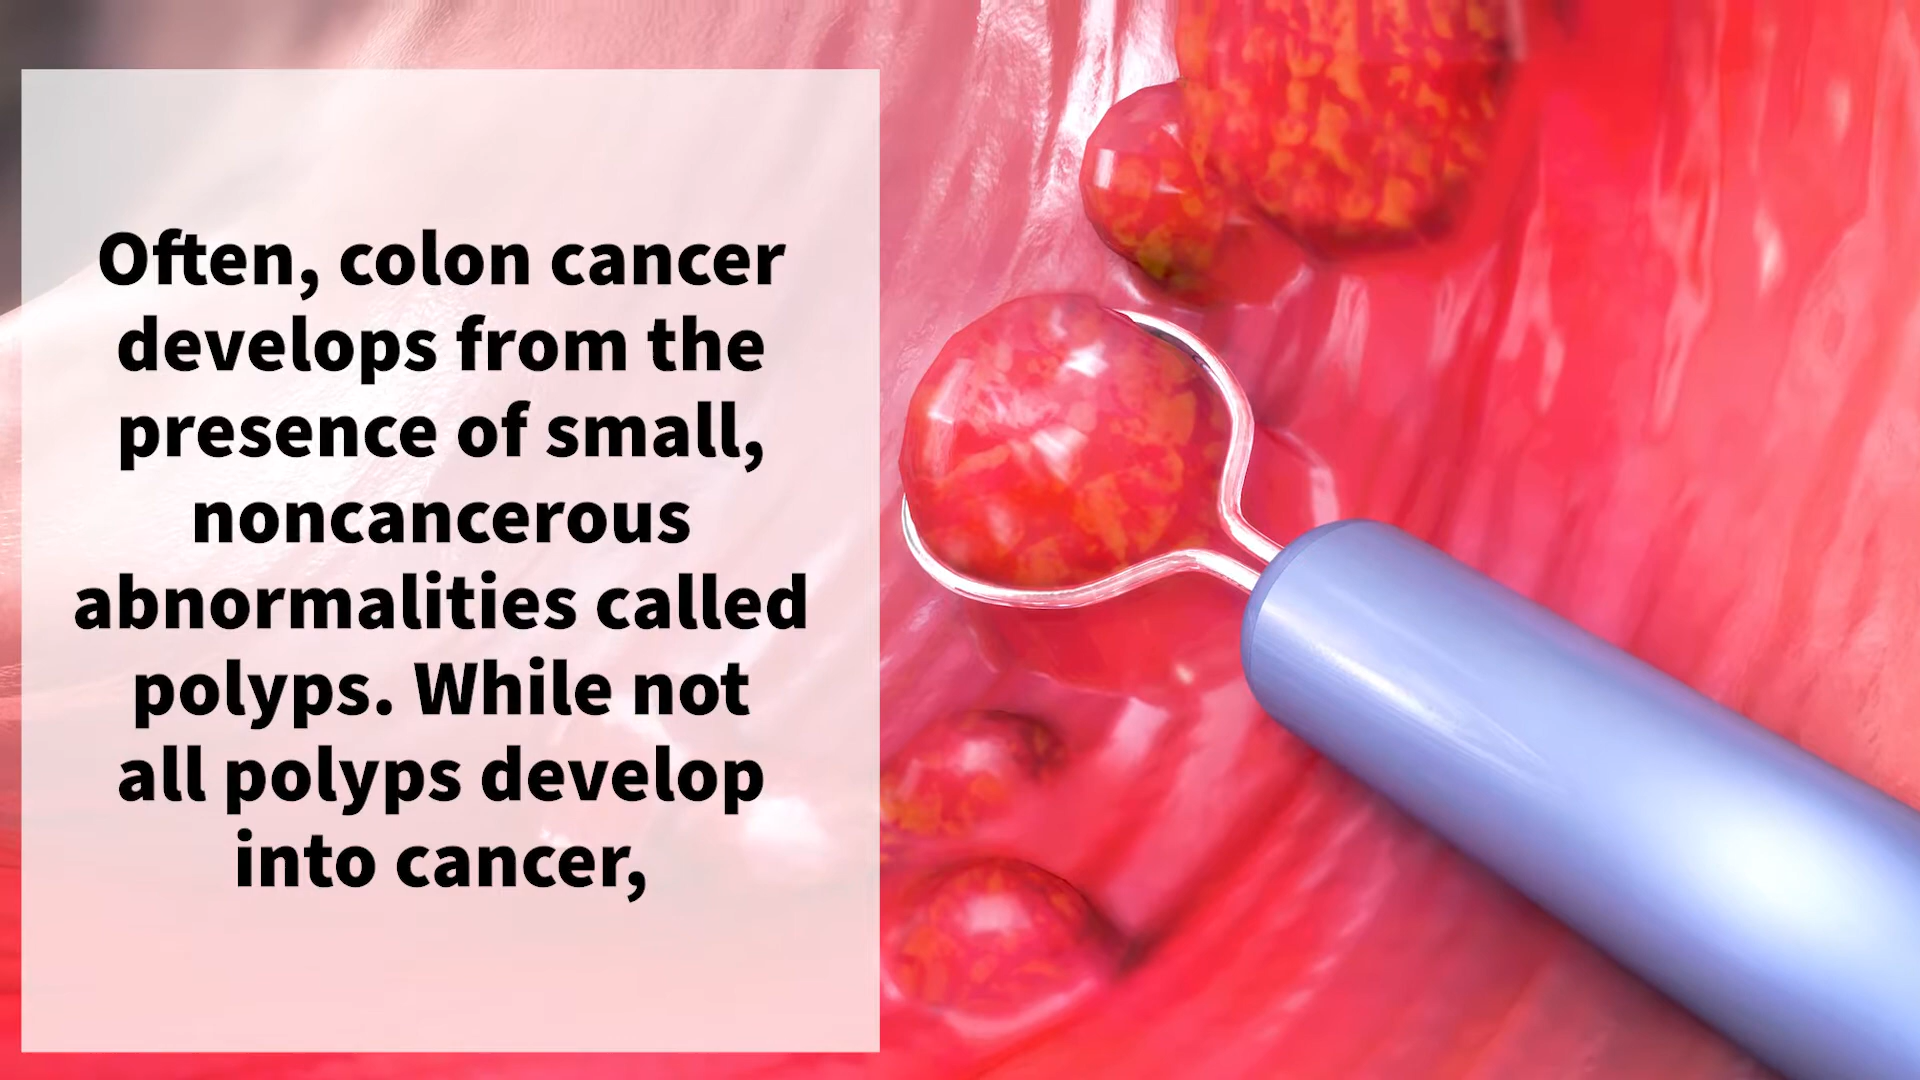 Often, colon cancer
develops from the
presence of small,
noncancerous
abnormalities called
polyps. While not
all polyps develop
into cancer,